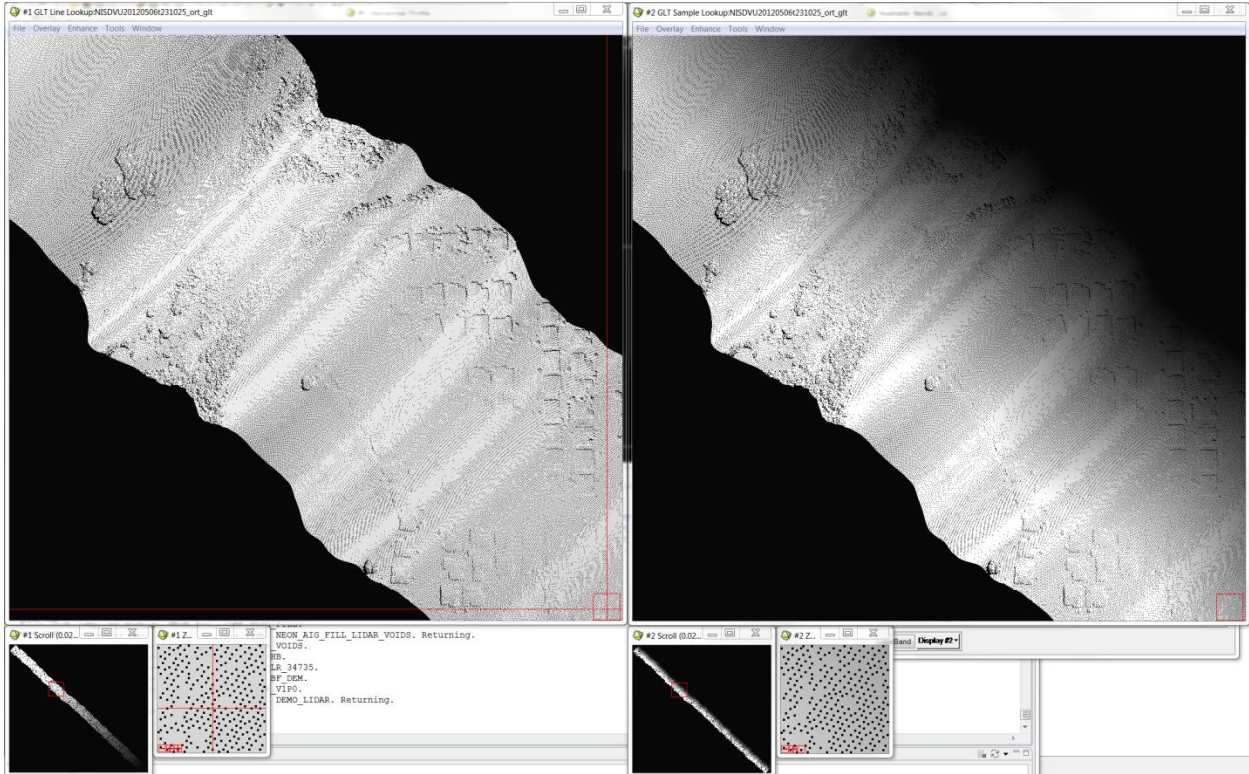 #1 GLT Line Lookup:NISDVU20120506t231025_ort_glt
#2 GLT Sample Lookup:NISDVU20120506t231025_ort_glt
File Overlay Enhance Tools Window
File Overlay Enhance Tools Window
#1 Scroll (0.02...
#1 Z...
NEON_AIG_FILL_LIDAR_VOIDS. Returning.
_VOIDS.
HB.
LR_34735.
BF_DEM.
_V1P0.
DEMO_LIDAR. Returning.
#2 Scroll (0.02...
#2 Z...
Band Display #2